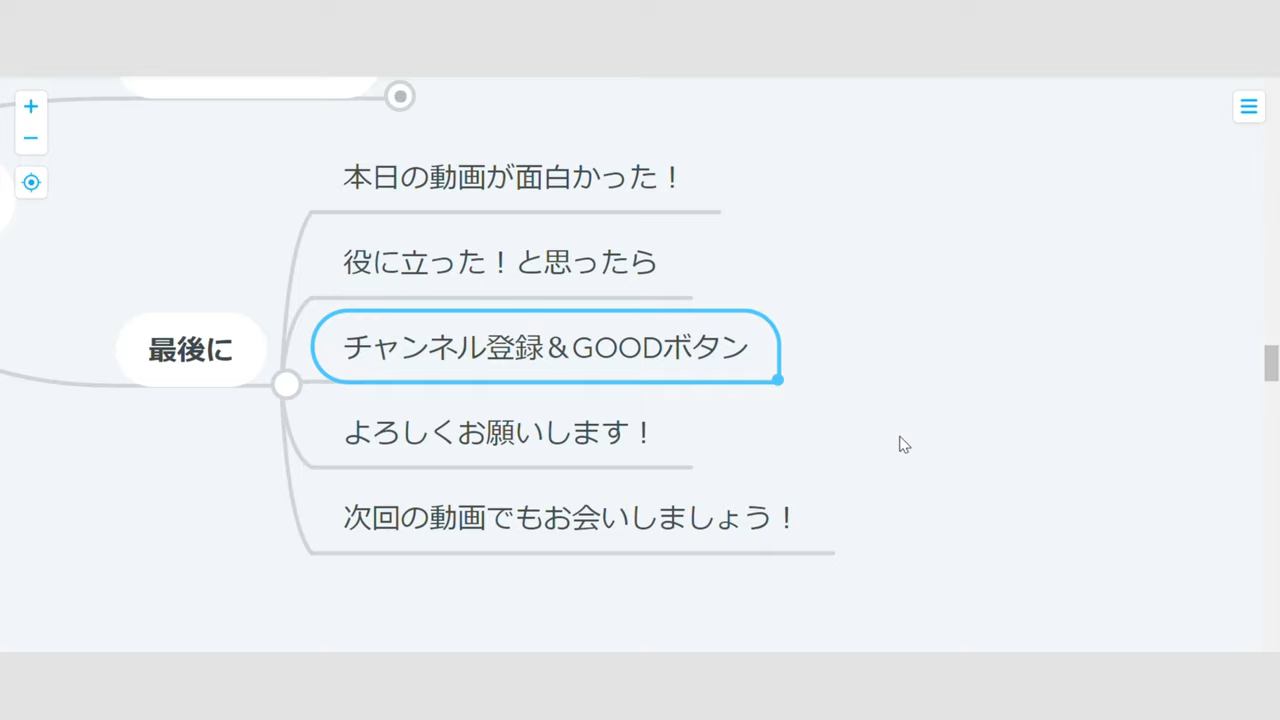 本日の動画が面白かった！
役に立った！と思ったら
最後に
チャンネル登録＆GOODボタン
よろしくお願いします！
次回の動画でもお会いしましょう！